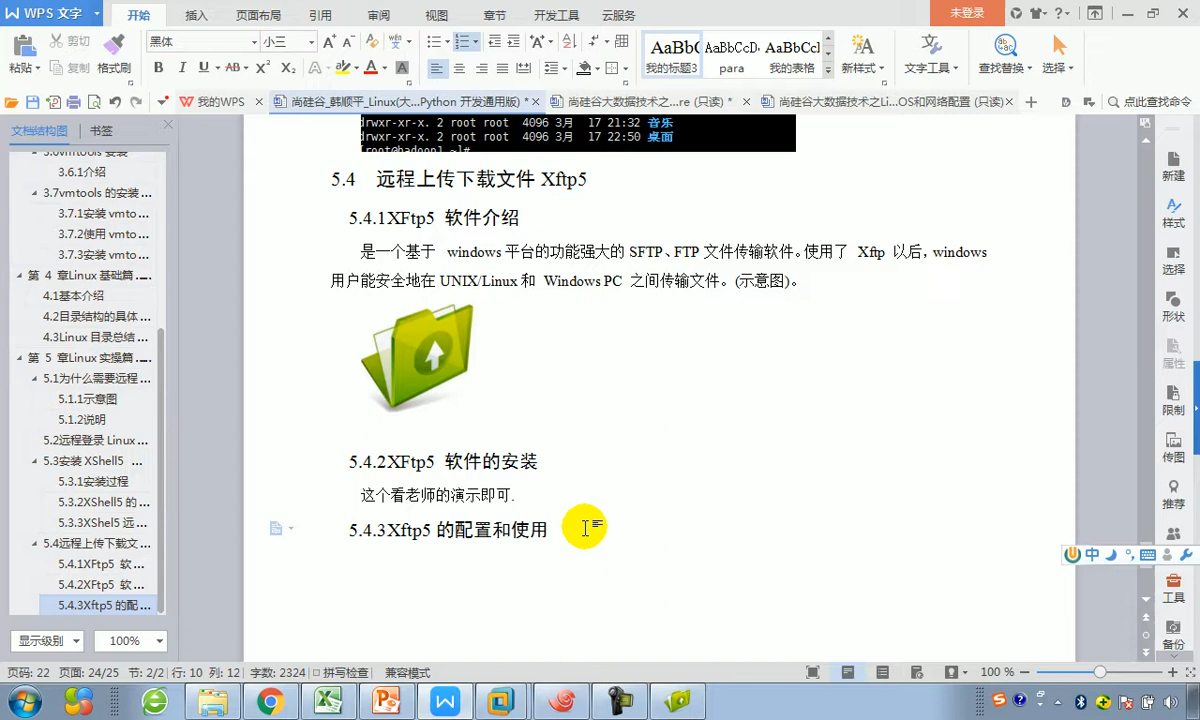 WPS 文字
开始
插入
页面布局
引用
审阅
视图
章节
开发工具
云服务
未登录
粘贴
剪切
复制
格式刷
黑体
小三
AaBb(
AaBbCcD
AaBbCcI
我的标题3
para
我的表格
新样式
文字工具
查找替换
选择
我的WPS
尚硅谷_韩顺平_Linux(大...Python 开发通用版) *
尚硅谷大数据技术之...re (只读) *
尚硅谷大数据技术之Li...OS和网络配置 (只读)
点此查找命令
文档结构图
书签
3.6.1介绍
3.7vmtools 的安装...
3.7.1安装 vmto ...
3.7.2使用 vmto ...
3.7.3安装 vmto ...
第 4 章Linux 基础篇...
4.1基本介绍
4.2目录结构的具体 ...
4.3Linux 目录总结 ...
第 5 章Linux 实操篇...
5.1为什么需要远程...
5.1.1示意图
5.1.2说明
5.2远程登录 Linux ...
5.3安装 XShell5 ...
5.3.1安装过程
5.3.2XShell5 的 ...
5.3.3XShel5 远 ...
5.4远程上传下载文...
5.4.1XFtp5 软 ...
5.4.2XFtp5 软 ...
5.4.3Xftp5 的配 ...
显示级别
100%
drwxr-xr-x. 2 root root 4096 3月 17 21:32 音乐
drwxr-xr-x. 2 root root 4096 3月 17 22:50 桌面
[root@hadoop1 ~]#
5.4 远程上传下载文件 Xftp5
5.4.1XFtp5 软件介绍
是一个基于 windows 平台的功能强大的 SFTP、FTP 文件传输软件。使用了 Xftp 以后，windows
用户能安全地在 UNIX/Linux 和 Windows PC 之间传输文件。(示意图)。
5.4.2XFtp5 软件的安装
这个看老师的演示即可.
5.4.3Xftp5 的配置和使用
新建
样式
选择
形状
属性
限制
传图
推荐
工具
备份
中
页码: 22 页面: 24/25 节: 2/2 行: 10 列: 12 字数: 2324 拼写检查 兼容模式
100 %